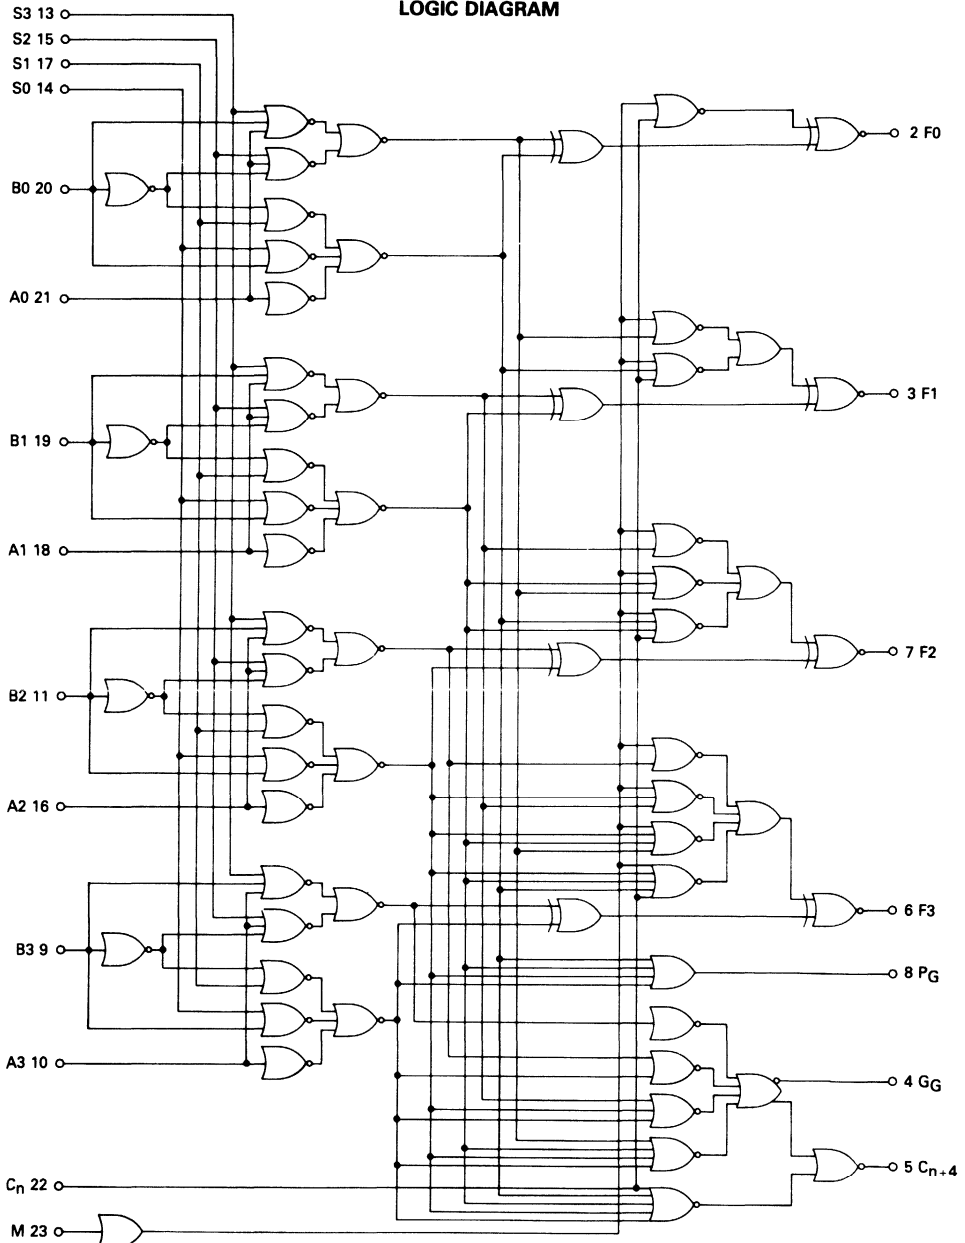 LOGIC DIAGRAM
S3 13
S2 15
S1 17
S0 14
2 F0
B0 20
A0 21
3 F1
B1 19
A1 18
7 F2
B2 11
A2 16
6 F3
B3 9
8 PG
A3 10
4 GG
5 Cn+4
Cn 22
M 23